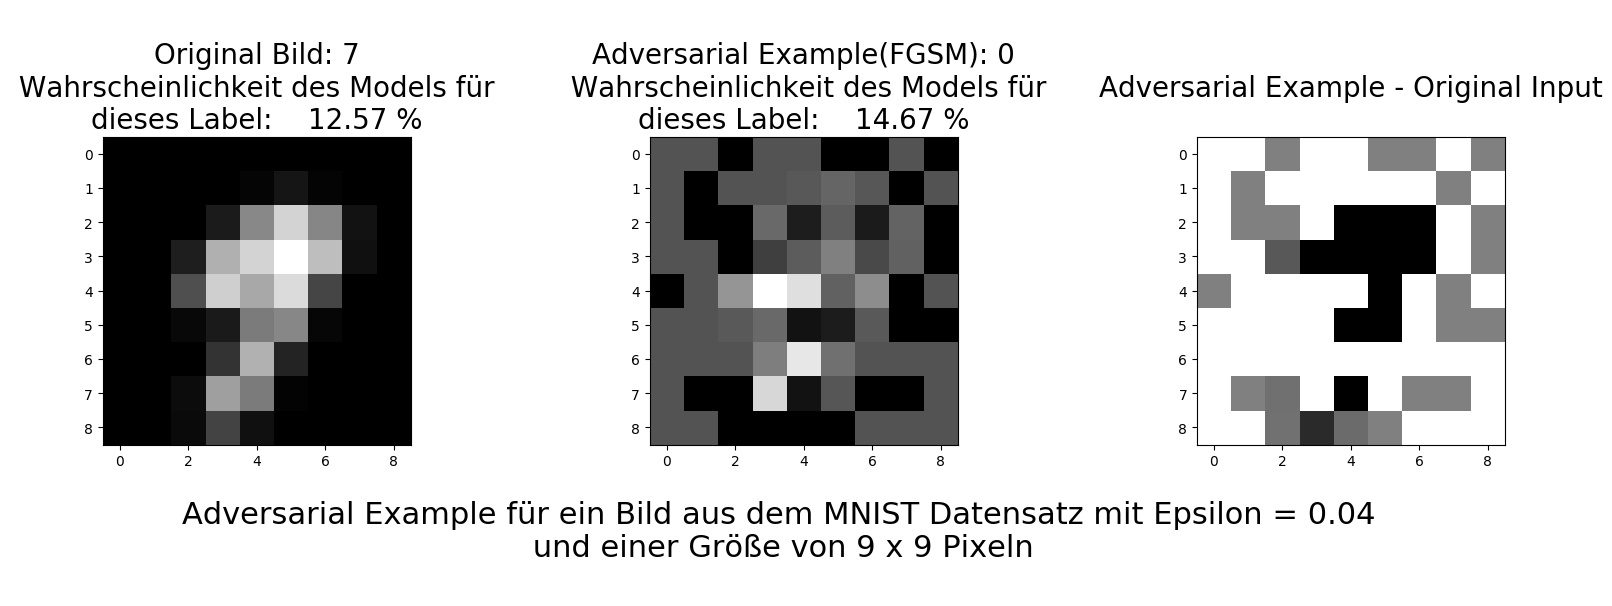 Original Bild: 7
Wahrscheinlichkeit des Models für
dieses Label: 12.57 %
Adversarial Example(FGSM): 0
Wahrscheinlichkeit des Models für
dieses Label: 14.67 %
Adversarial Example - Original Input
0
1
2
3
4
5
6
7
8
0 2 4 6 8
0
1
2
3
4
5
6
7
8
0 2 4 6 8
0
1
2
3
4
5
6
7
8
0 2 4 6 8
Adversarial Example für ein Bild aus dem MNIST Datensatz mit Epsilon = 0.04
und einer Größe von 9 x 9 Pixeln